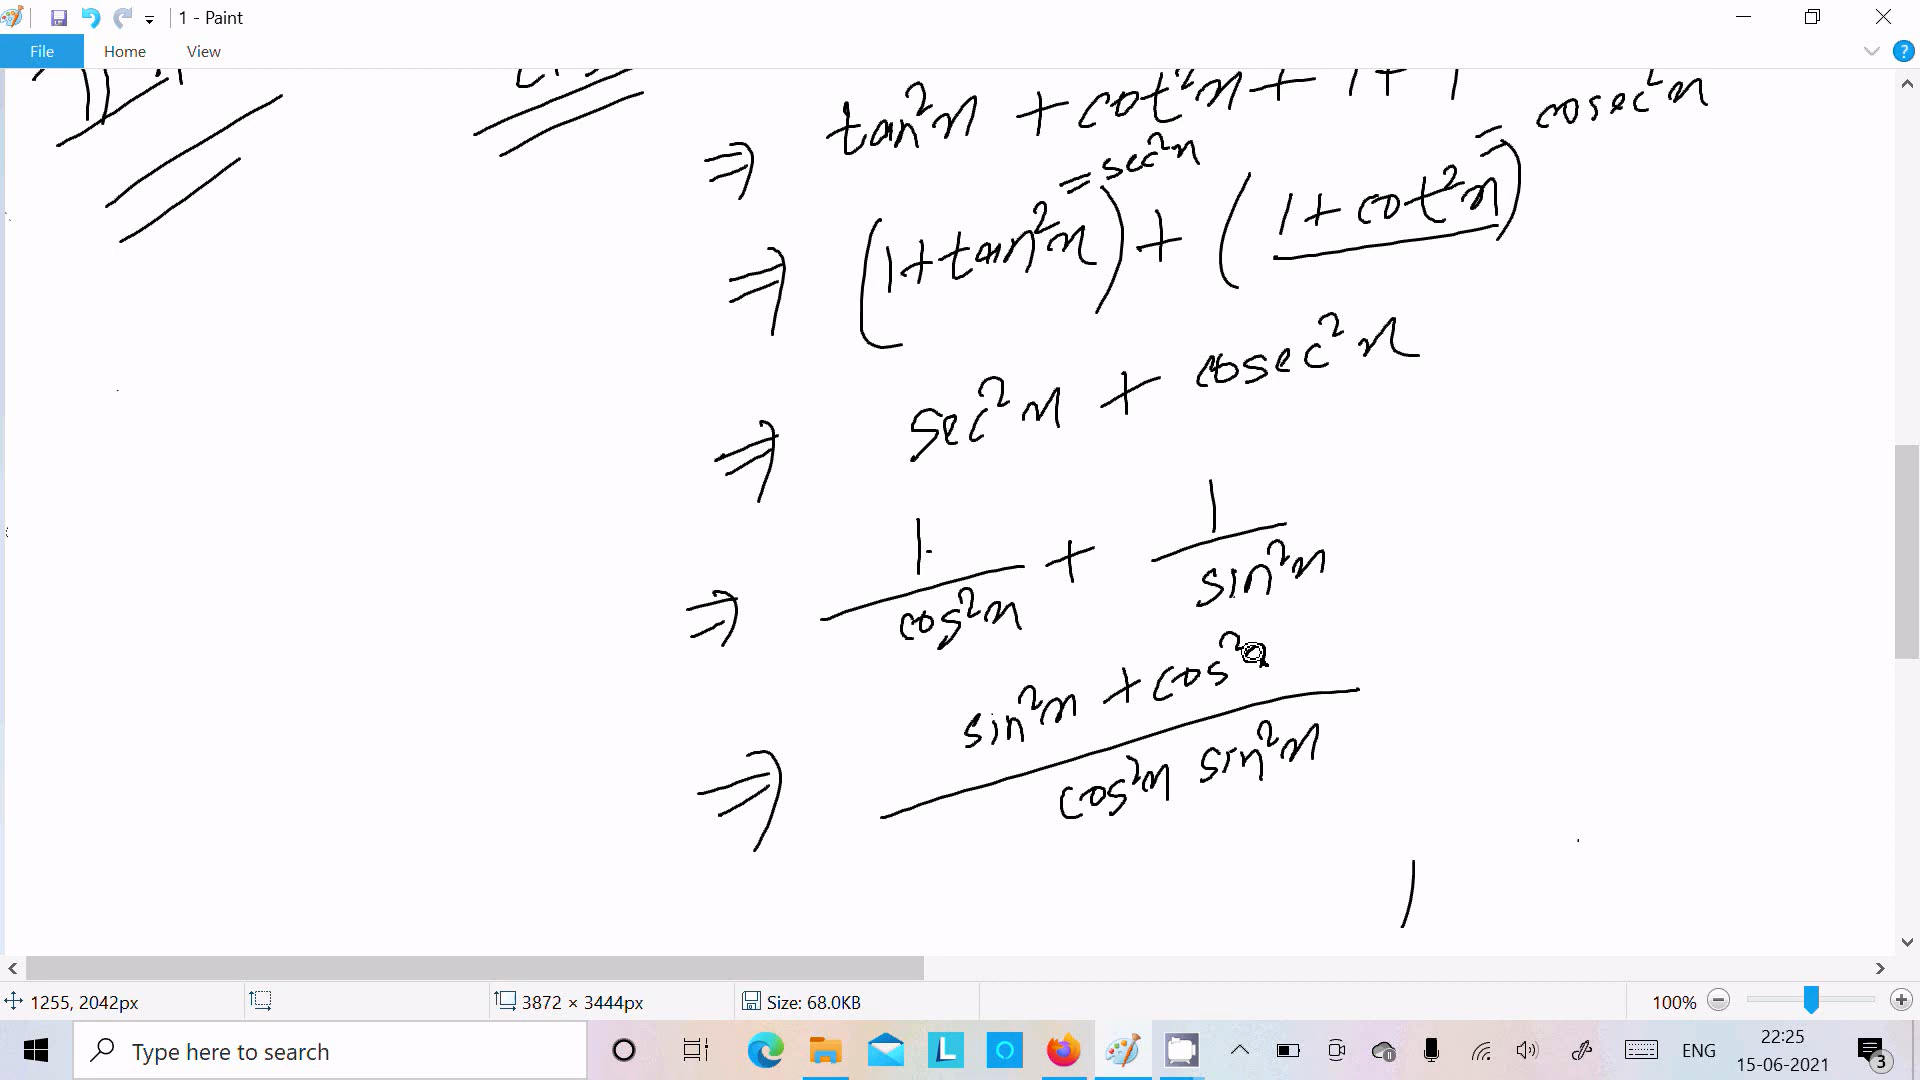 1 - Paint
File Home View
⇒ tan²x + cot²x + 1 + 1
= sec²x = cosec²x
⇒ (1+tan²x) + (1+cot²x)
⇒ sec²x + cosec²x
⇒ 1/cos²x + 1/sin²x
⇒ sin²x + cos²x / cos²x sin²x
1
1255, 2042px 3872 × 3444px Size: 68.0KB 100%
Type here to search ENG 22:25
15-06-2021 3